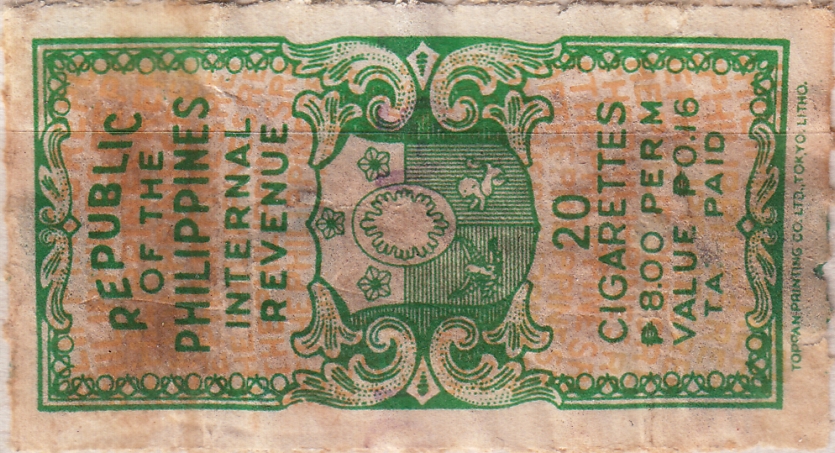 REPUBLIC
OF THE
PHILIPPINES
INTERNAL
REVENUE
20
CIGARETTES
₱8.00 PER M
VALUE ₱0.16
TA PAID
TOPPAN PRINTING CO. LTD., TOKYO. LITHO.